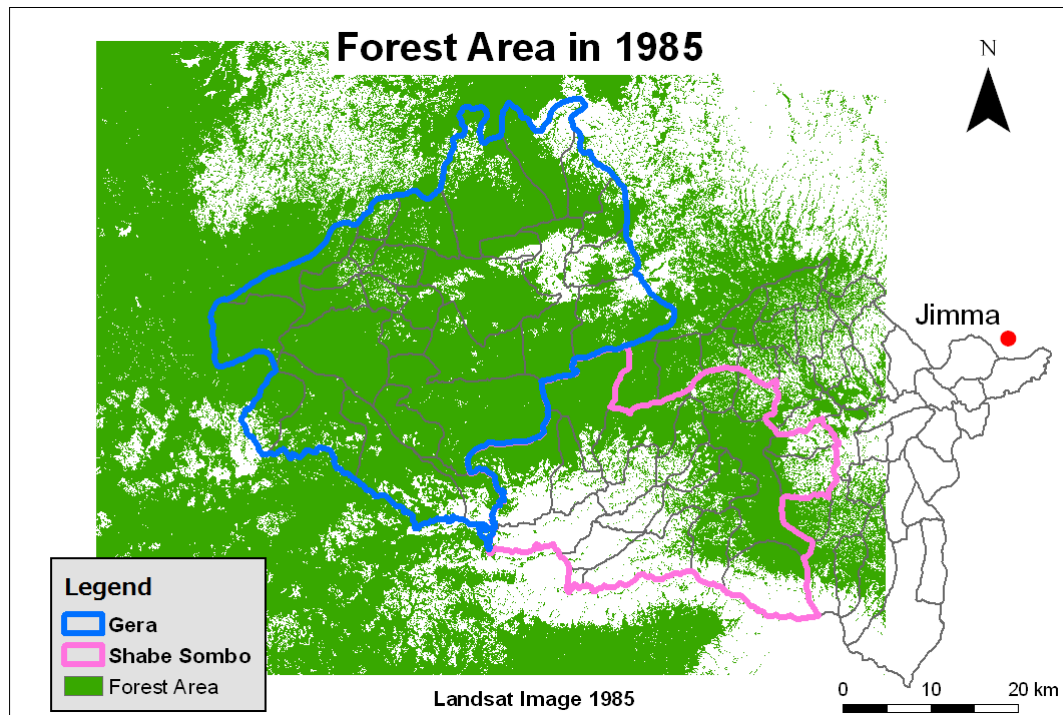 Forest Area in 1985
N
Jimma
Legend
Gera
Shabe Sombo
Forest Area
Landsat Image 1985
0 10 20 km